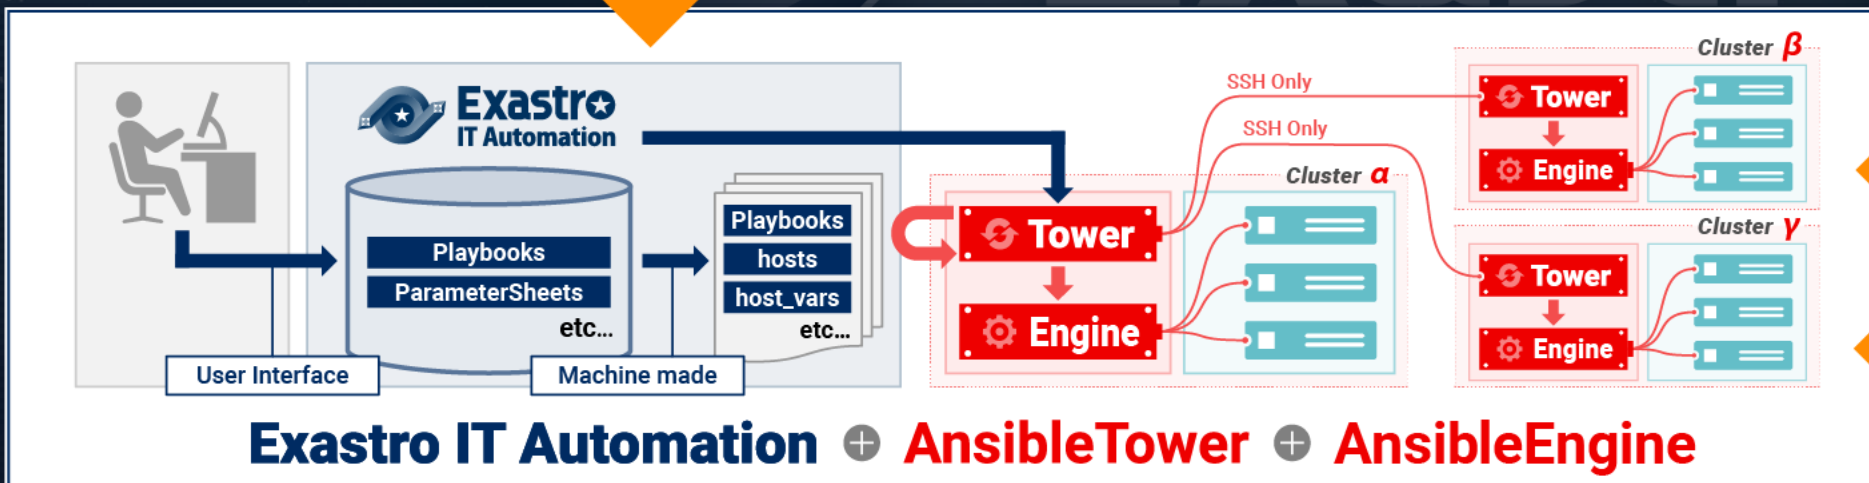 Exastro
IT Automation
Playbooks
ParameterSheets
etc...
User Interface
Machine made
Playbooks
hosts
host_vars
etc...
Cluster α
Tower
Engine
SSH Only
SSH Only
Cluster β
Tower
Engine
Cluster γ
Tower
Engine
Exastro IT Automation + AnsibleTower + AnsibleEngine